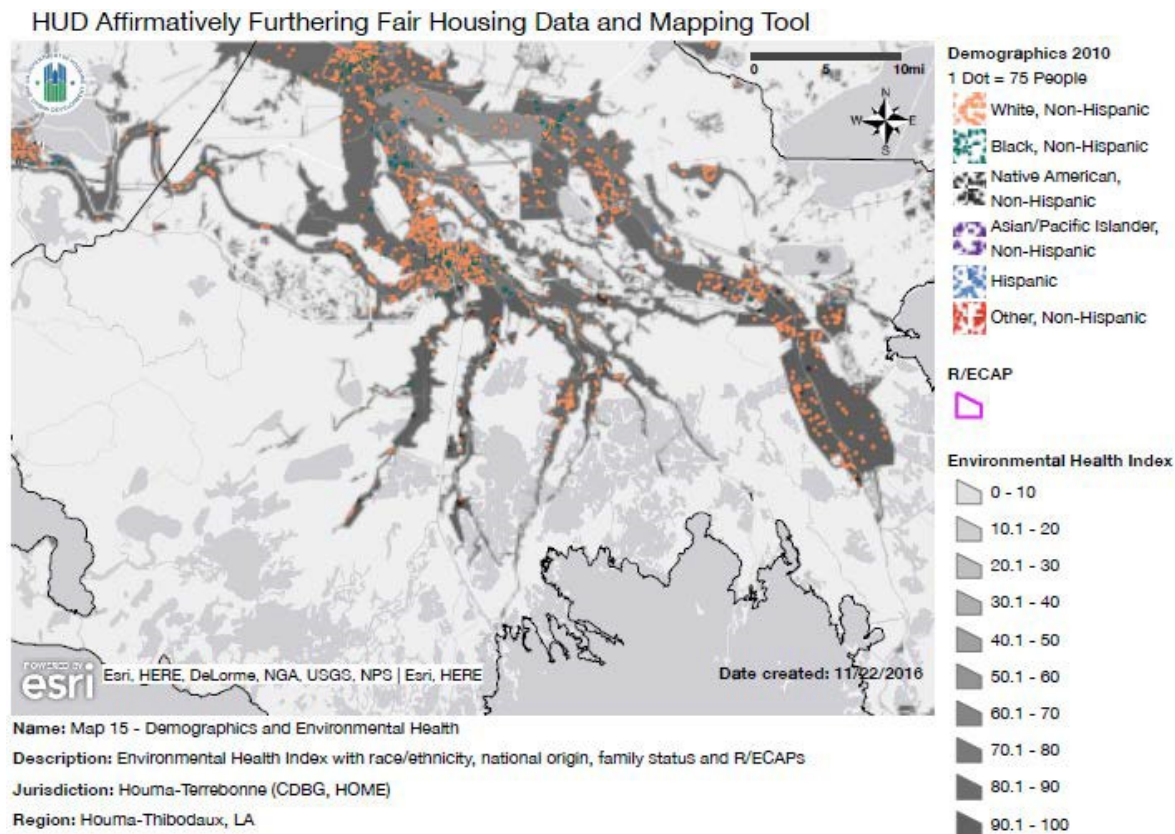 HUD Affirmatively Furthering Fair Housing Data and Mapping Tool
0 5 10mi
N
W E
S
Demographics 2010
1 Dot = 75 People
White, Non-Hispanic
Black, Non-Hispanic
Native American,
Non-Hispanic
Asian/Pacific Islander,
Non-Hispanic
Hispanic
Other, Non-Hispanic
R/ECAP
Environmental Health Index
0 - 10
10.1 - 20
20.1 - 30
30.1 - 40
40.1 - 50
50.1 - 60
60.1 - 70
70.1 - 80
80.1 - 90
90.1 - 100
POWERED BY
esri
Esri, HERE, DeLorme, NGA, USGS, NPS | Esri, HERE
Date created: 11/22/2016
Name: Map 15 - Demographics and Environmental Health
Description: Environmental Health Index with race/ethnicity, national origin, family status and R/ECAPs
Jurisdiction: Houma-Terrebonne (CDBG, HOME)
Region: Houma-Thibodaux, LA